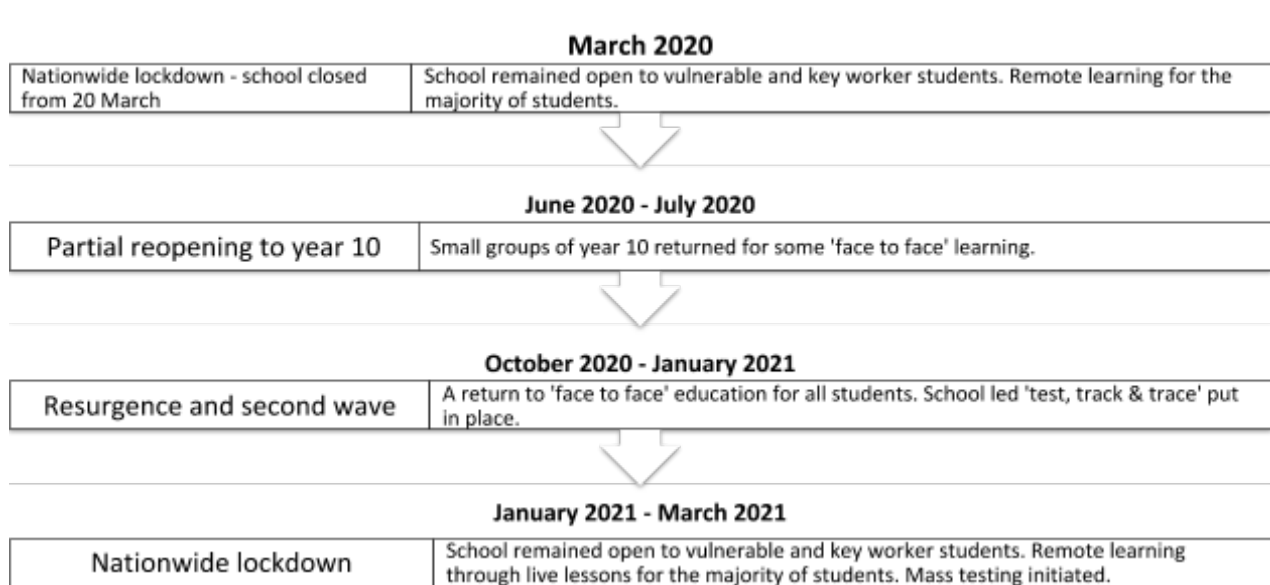 March 2020
Nationwide lockdown - school closed
from 20 March
School remained open to vulnerable and key worker students. Remote learning for the
majority of students.
June 2020 - July 2020
Partial reopening to year 10
Small groups of year 10 returned for some 'face to face' learning.
October 2020 - January 2021
Resurgence and second wave
A return to 'face to face' education for all students. School led 'test, track & trace' put
in place.
January 2021 - March 2021
Nationwide lockdown
School remained open to vulnerable and key worker students. Remote learning
through live lessons for the majority of students. Mass testing initiated.